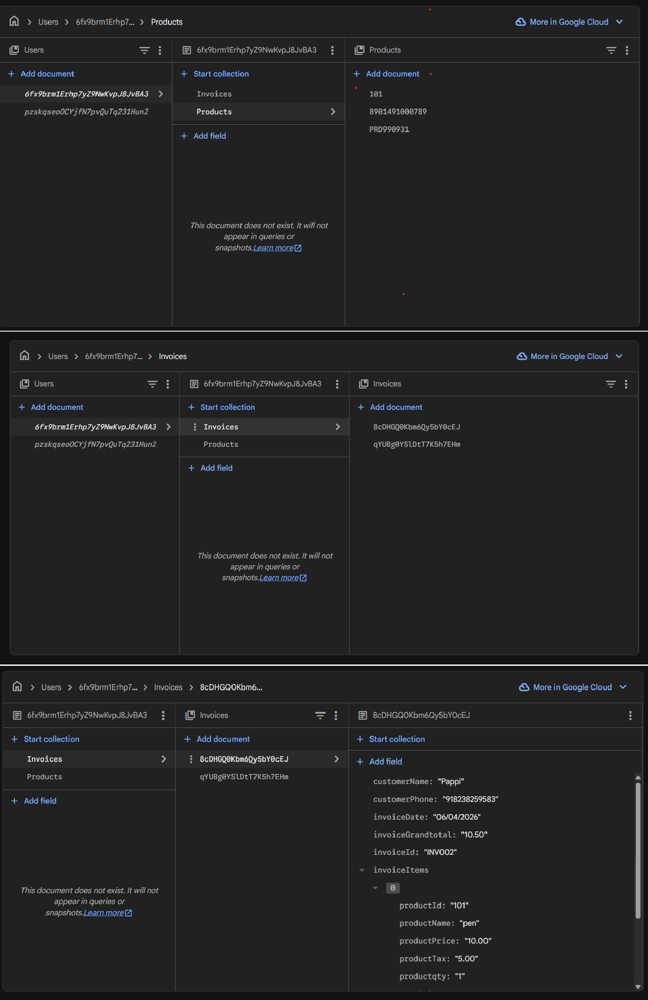 Users > 6fx9brm1Erhp7... > Products
More in Google Cloud
Users
6fx9brm1Erhp7yZ9NwKvpJ8JvBA3
Products
+ Add document
+ Start collection
+ Add document
6fx9brm1Erhp7yZ9NwKvpJ8JvBA3
Invoices
101
pzskqseoOCYjfN7pvQuTq231Hun2
Products
8901491000789
PRD990931
+ Add field
This document does not exist. It will not
appear in queries or
snapshots.Learn more
Users > 6fx9brm1Erhp7... > Invoices
More in Google Cloud
Users
6fx9brm1Erhp7yZ9NwKvpJ8JvBA3
Invoices
+ Add document
+ Start collection
+ Add document
6fx9brm1Erhp7yZ9NwKvpJ8JvBA3
Invoices
8cDHGQ0Kbm6Qy5bY0cEJ
pzskqseoOCYjfN7pvQuTq231Hun2
Products
qYUBg0YSlDtT7K5h7EHm
+ Add field
This document does not exist. It will not
appear in queries or
snapshots.Learn more
Users > 6fx9brm1Erhp7... > Invoices > 8cDHGQ0Kbm6...
More in Google Cloud
6fx9brm1Erhp7yZ9NwKvpJ8JvBA3
Invoices
8cDHGQ0Kbm6Qy5bY0cEJ
+ Start collection
+ Add document
+ Start collection
Invoices
8cDHGQ0Kbm6Qy5bY0cEJ
+ Add field
Products
qYUBg0YSlDtT7K5h7EHm
+ Add field
customerName: "Pappi"
customerPhone: "918238259583"
invoiceDate: "06/04/2026"
invoiceGrandtotal: "10.50"
invoiceId: "INV002"
invoiceItems
0
productId: "101"
productName: "pen"
productPrice: "10.00"
productTax: "5.00"
productqty: "1"
This document does not exist. It will not
appear in queries or
snapshots.Learn more